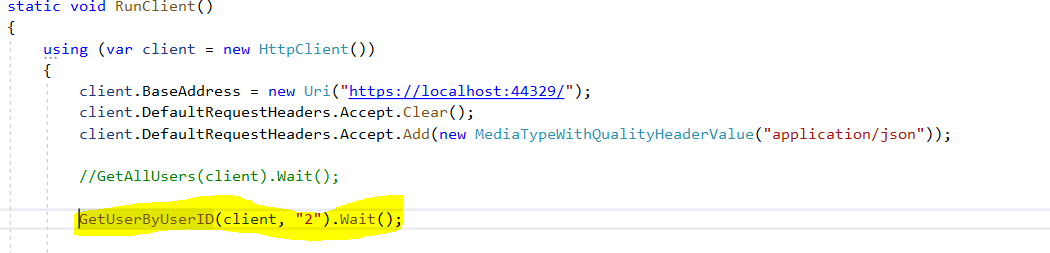 static void RunClient()
{
using (var client = new HttpClient())
{
client.BaseAddress = new Uri("https://localhost:44329/");
client.DefaultRequestHeaders.Accept.Clear();
client.DefaultRequestHeaders.Accept.Add(new MediaTypeWithQualityHeaderValue("application/json"));
//GetAllUsers(client).Wait();
GetUserByUserID(client, "2").Wait();